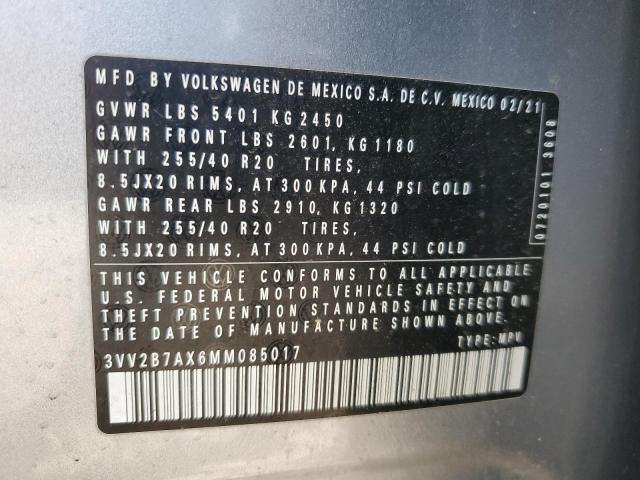 MFD BY VOLKSWAGEN DE MEXICO S.A. DE C.V. MEXICO 02/21
GVWR LBS 5401 KG 2450
GAWR FRONT LBS 2601, KG 1180
WITH 255/40 R20 TIRES,
8.5JX20 RIMS, AT 300 KPA, 44 PSI COLD
GAWR REAR LBS 2910, KG 1320
WITH 255/40 R20 TIRES,
8.5JX20 RIMS, AT 300 KPA, 44 PSI COLD
0720101 3608
THIS VEHICLE CONFORMS TO ALL APPLICABLE
U.S. FEDERAL MOTOR VEHICLE SAFETY AND
THEFT PREVENTION STANDARDS IN EFFECT ON
THE DATE OF MANUFACTURE SHOWN ABOVE.
3VV2B7AX6MM085017 TYPE: MPV